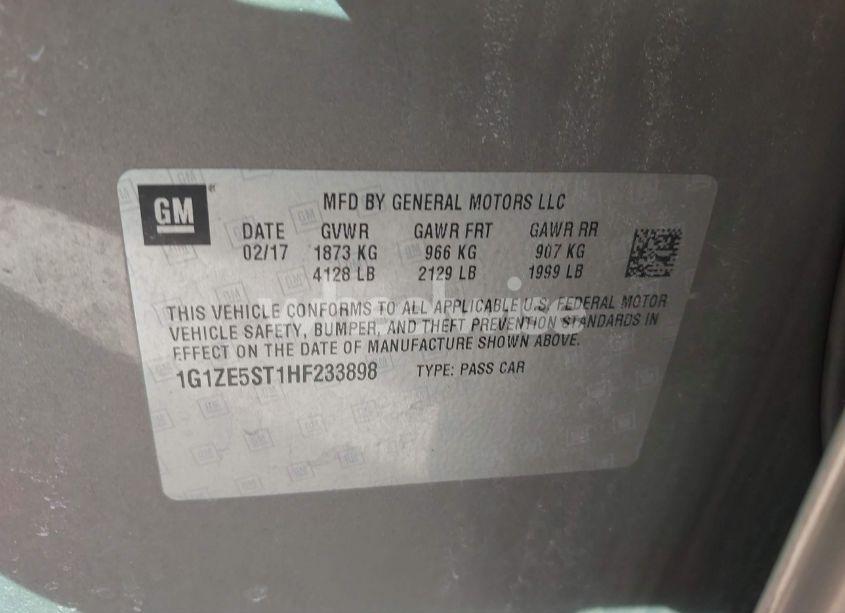 GM
MFD BY GENERAL MOTORS LLC
DATE GVWR GAWR FRT GAWR RR
02/17 1873 KG 966 KG 907 KG
4128 LB 2129 LB 1999 LB
THIS VEHICLE CONFORMS TO ALL APPLICABLE U.S. FEDERAL MOTOR
VEHICLE SAFETY, BUMPER, AND THEFT PREVENTION STANDARDS IN
EFFECT ON THE DATE OF MANUFACTURE SHOWN ABOVE.
1G1ZE5ST1HF233898 TYPE: PASS CAR